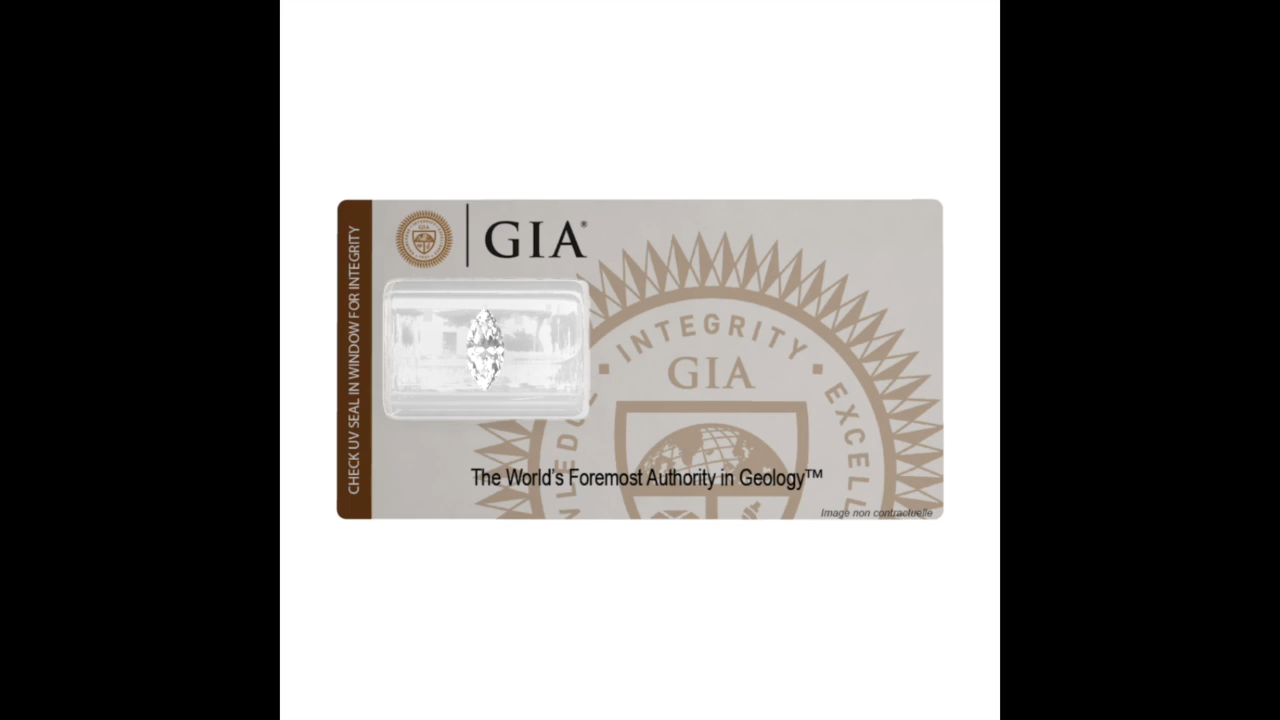 CHECK UV SEAL IN WINDOW FOR INTEGRITY
GIA®
INTEGRITY
GIA
EXCELL
LEDG
The World's Foremost Authority in Geology™
Image non contractuelle